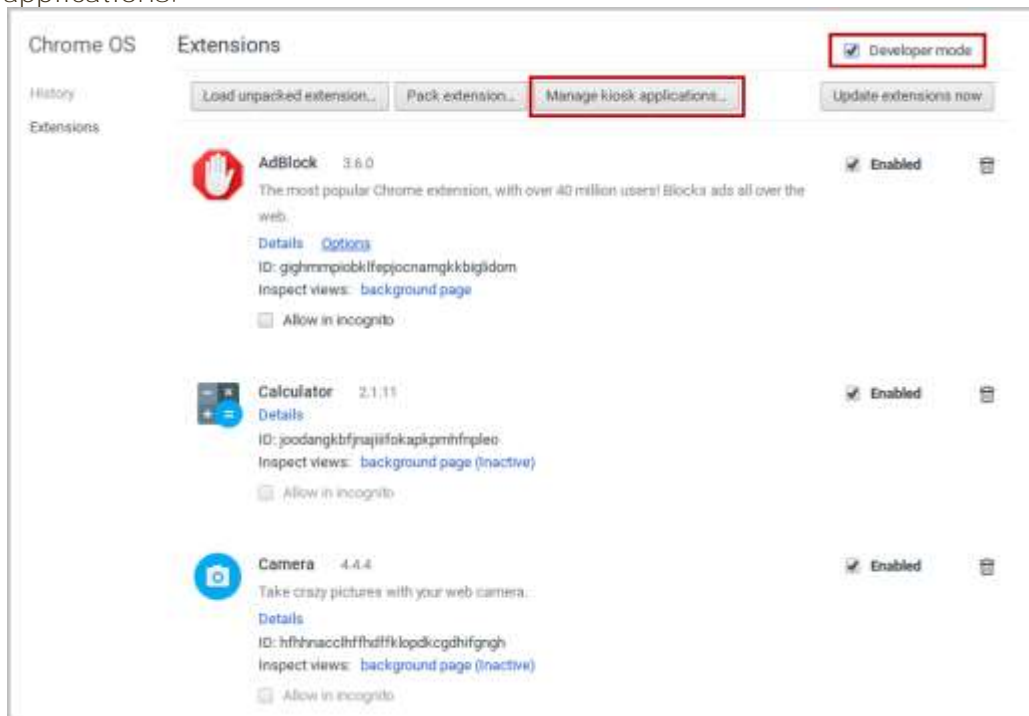 applications.
Chrome OS
Extensions
Developer mode
History
Load unpacked extension...
Pack extension...
Manage kiosk applications...
Update extensions now
Extensions
AdBlock 3.6.0
Enabled
The most popular Chrome extension, with over 40 million users! Blocks ads all over the
web.
Details Options
ID: gighmmpiobklfepjocnamgkkbiglidom
Inspect views: background page
Allow in incognito
Calculator 2.1.11
Enabled
Details
ID: joodangkbfjnajiiifokapkpmhfnpleo
Inspect views: background page (Inactive)
Allow in incognito
Camera 4.4.4
Enabled
Take crazy pictures with your web camera.
Details
ID: hfhhnacclhffhdffklopdkcgdhifgngh
Inspect views: background page (Inactive)
Allow in incognito